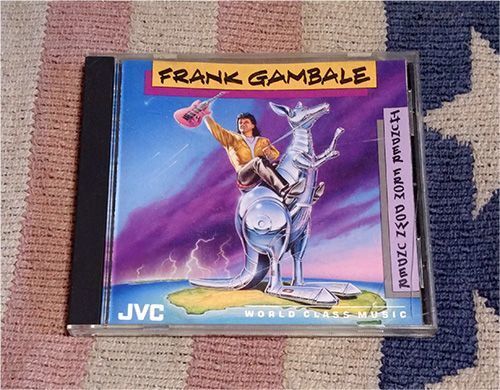 FRANK GAMBALE
THUNDER FROM DOWN UNDER
JVC
WORLD CLASS MUSIC